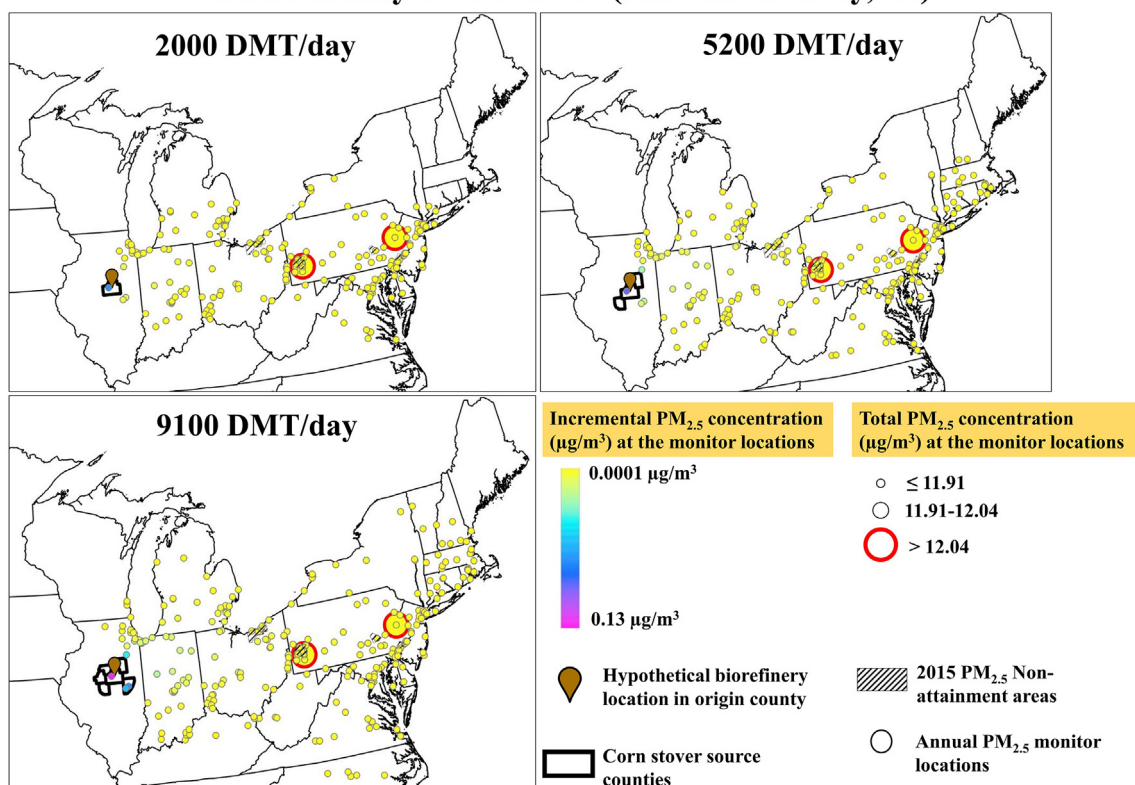 2000 DMT/day
5200 DMT/day
9100 DMT/day
Incremental PM2.5 concentration
(µg/m³) at the monitor locations
0.0001 µg/m³
0.13 µg/m³
Total PM2.5 concentration
(µg/m³) at the monitor locations
≤ 11.91
11.91-12.04
> 12.04
Hypothetical biorefinery
location in origin county
Corn stover source
counties
2015 PM2.5 Non-
attainment areas
Annual PM2.5 monitor
locations